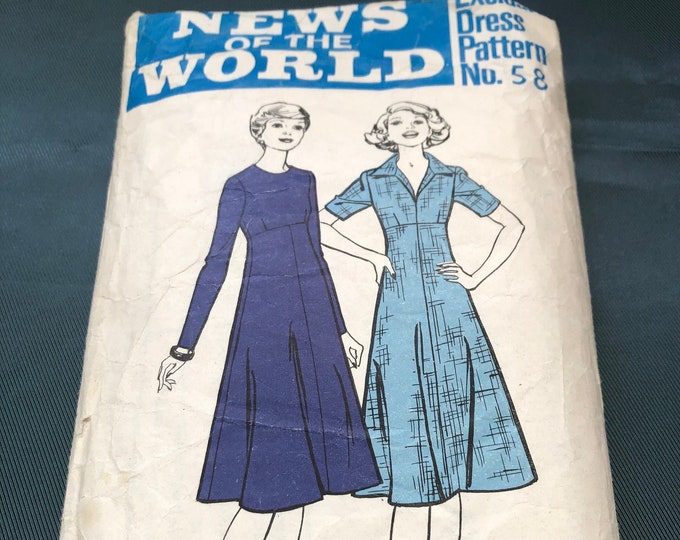 NEWS
OF THE
WORLD
Dress
Pattern
No. 58